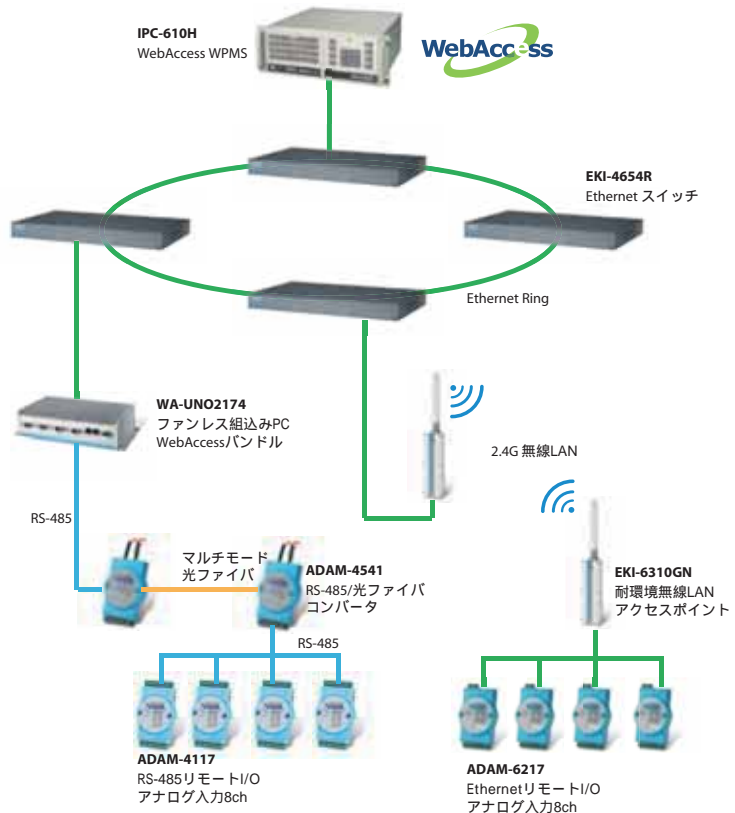 IPC-610H
WebAccess WPMS
WebAccess
EKI-4654R
Ethernet スイッチ
Ethernet Ring
WA-UNO2174
ファンレス組込みPC
WebAccessバンドル
2.4G 無線LAN
RS-485
マルチモード
光ファイバ
ADAM-4541
RS-485/光ファイバ
コンバータ
EKI-6310GN
耐環境無線LAN
アクセスポイント
RS-485
ADAM-4117
RS-485リモートI/O
アナログ入力8ch
ADAM-6217
EthernetリモートI/O
アナログ入力8ch